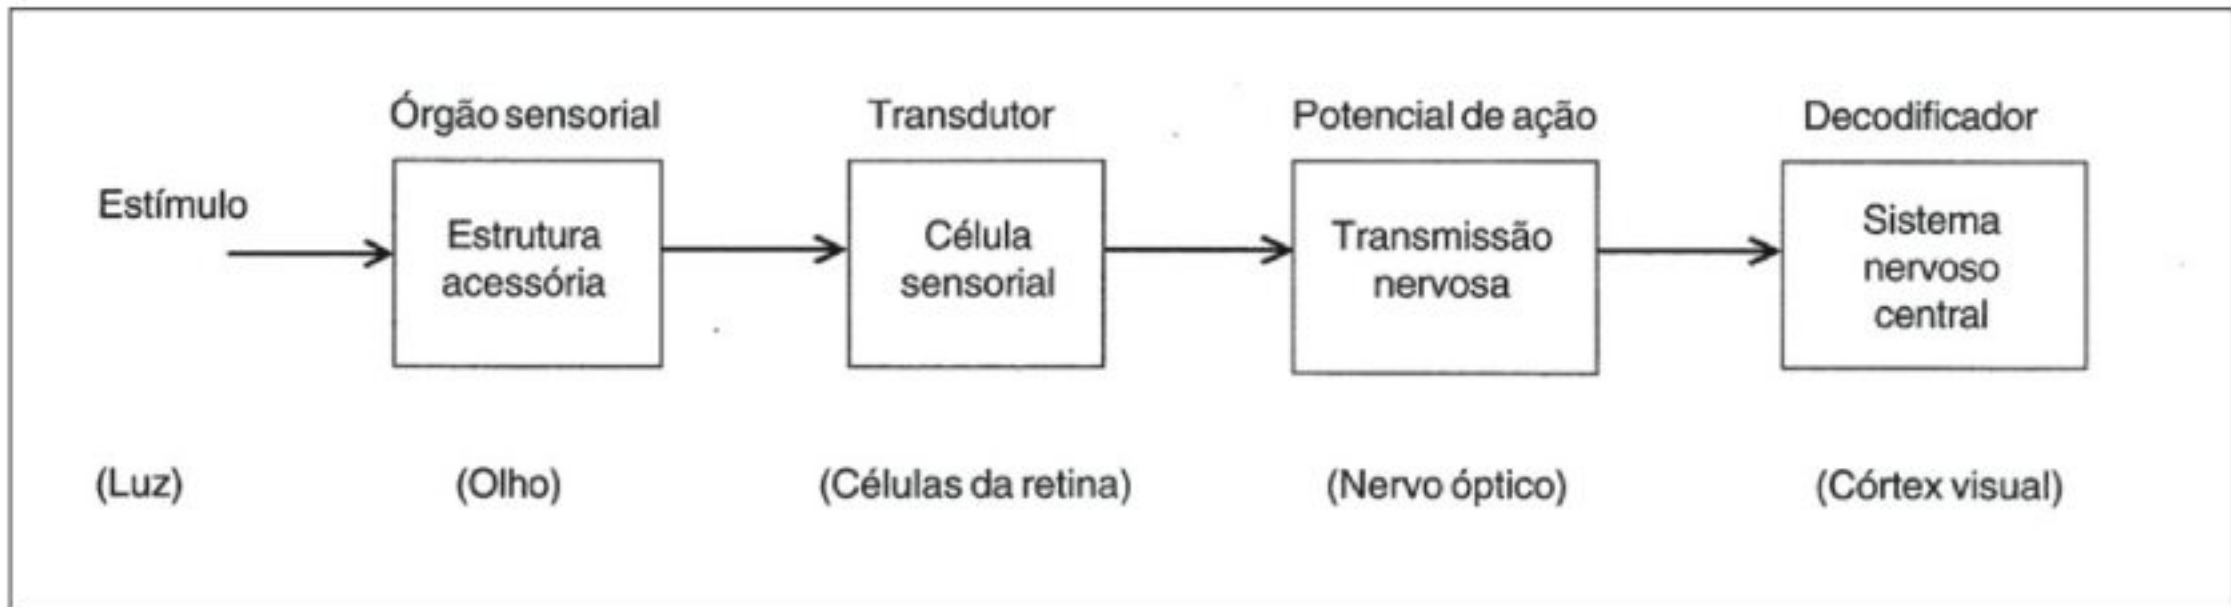 Órgão sensorial
Transdutor
Potencial de ação
Decodificador
Estímulo
Estrutura
acessória
Célula
sensorial
Transmissão
nervosa
Sistema
nervoso
central
(Luz)
(Olho)
(Células da retina)
(Nervo óptico)
(Córtex visual)